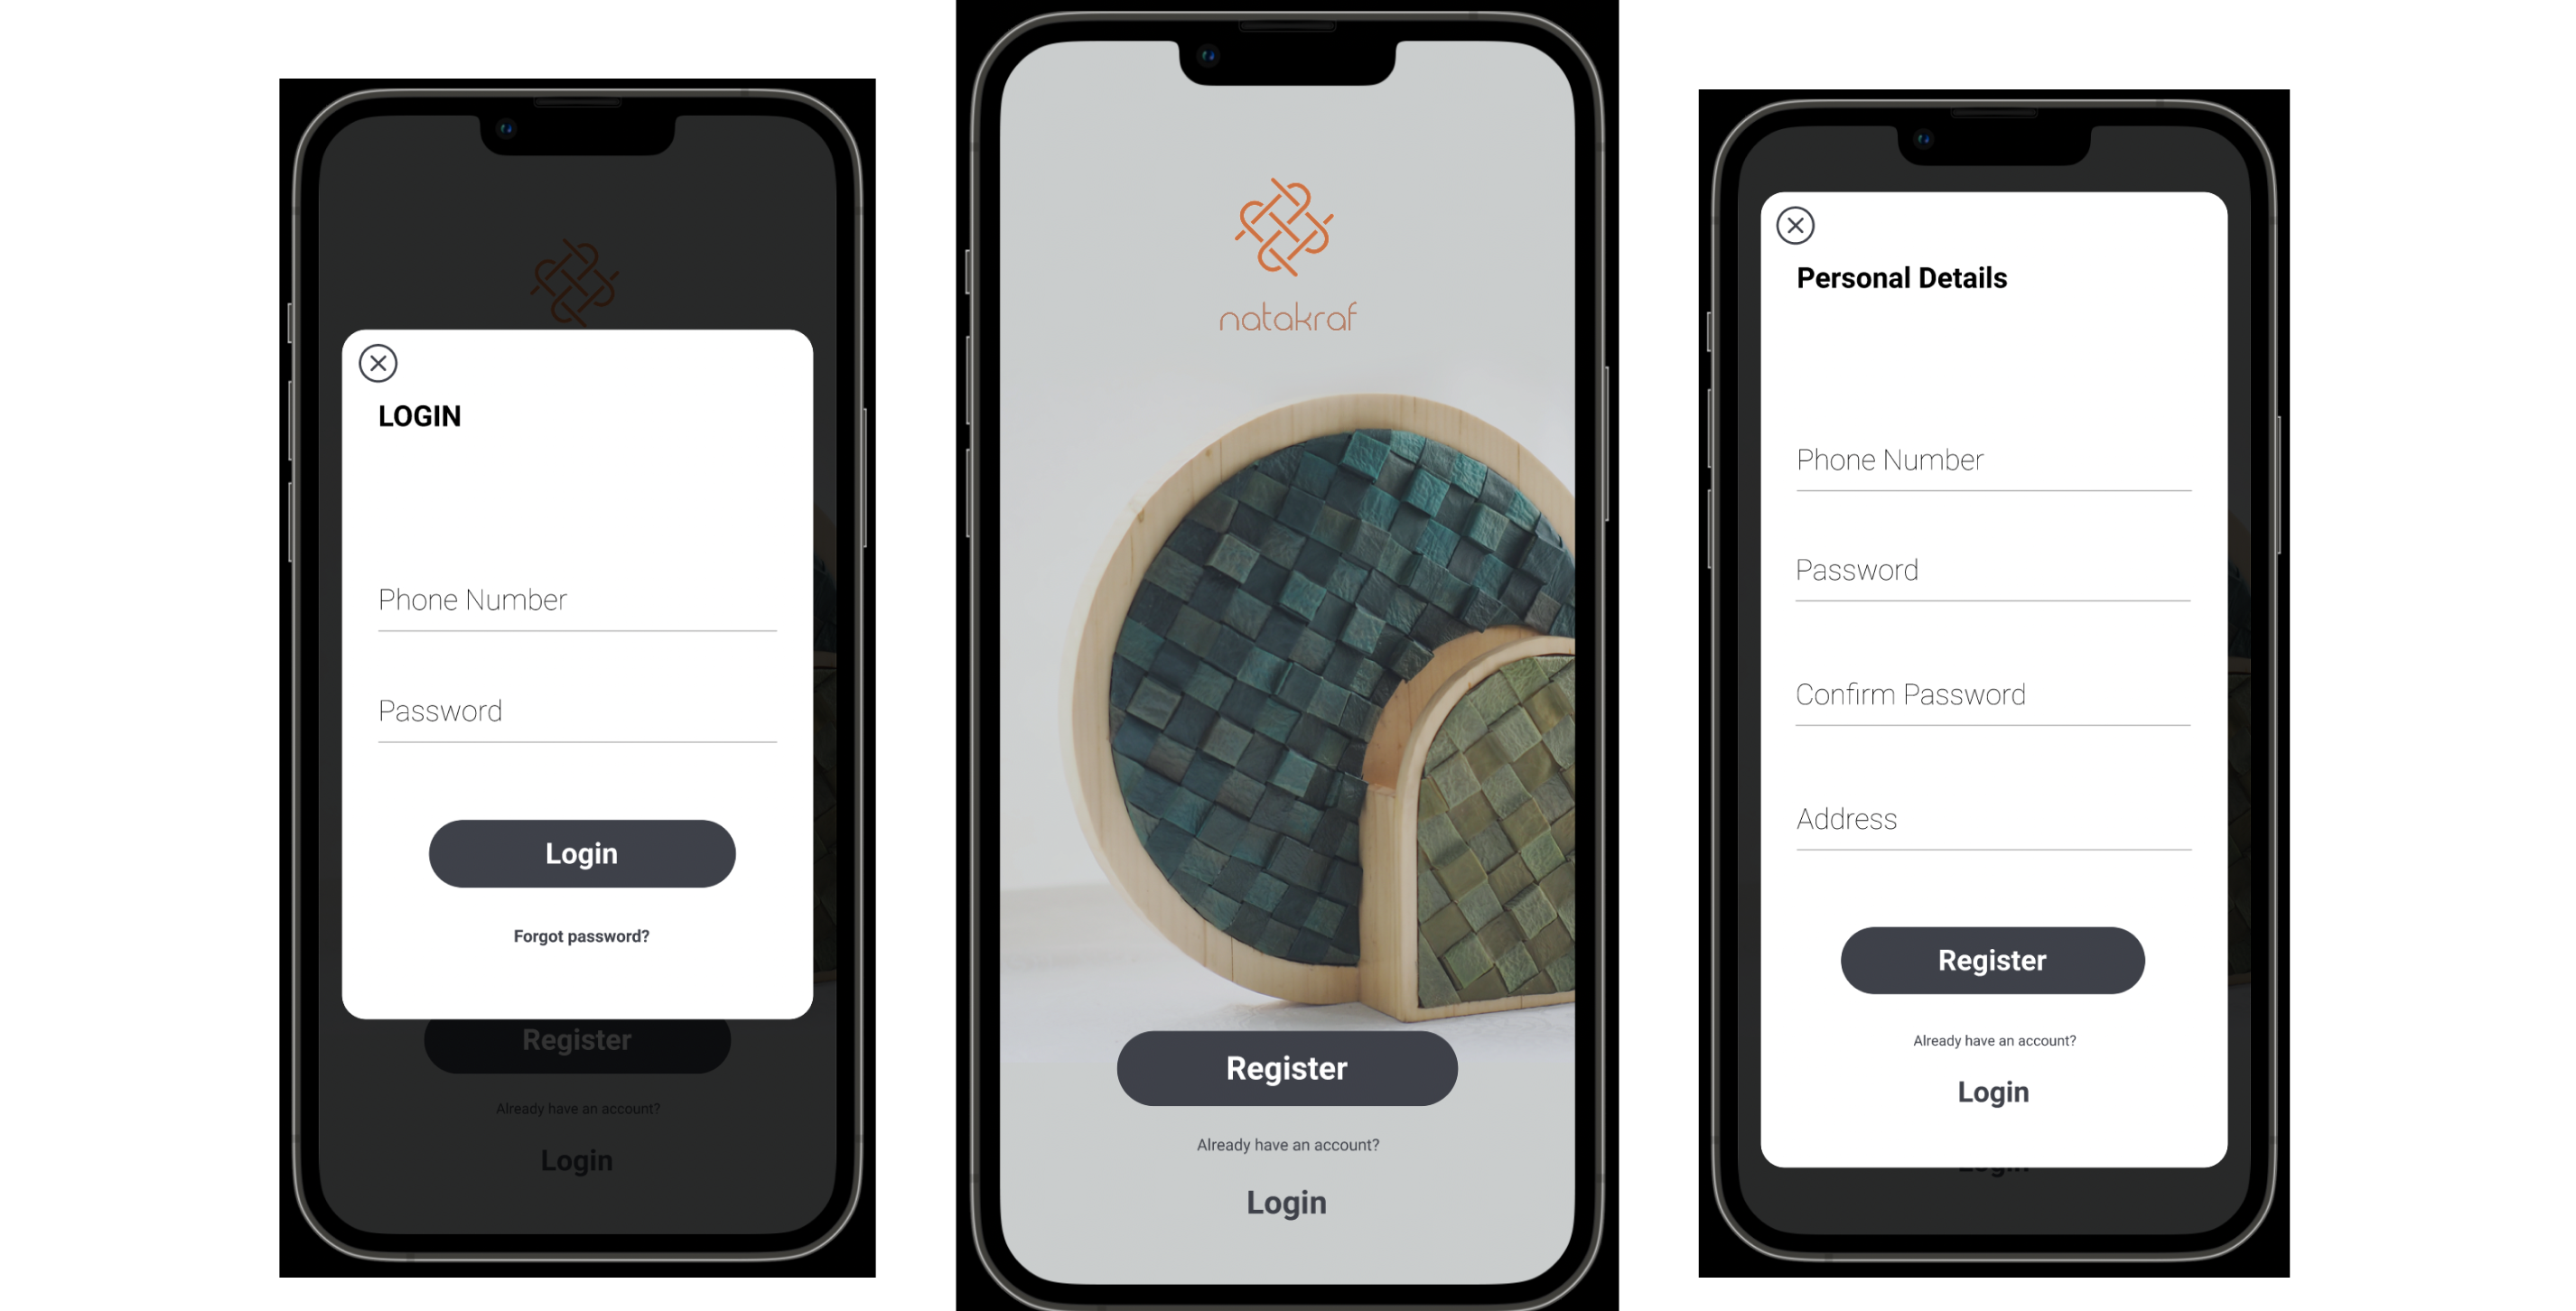 LOGIN
Phone Number
Password
Login
Forgot password?
Register
Already have an account?
Login
natakraf
Register
Already have an account?
Login
Personal Details
Phone Number
Password
Confirm Password
Address
Register
Already have an account?
Login
Login